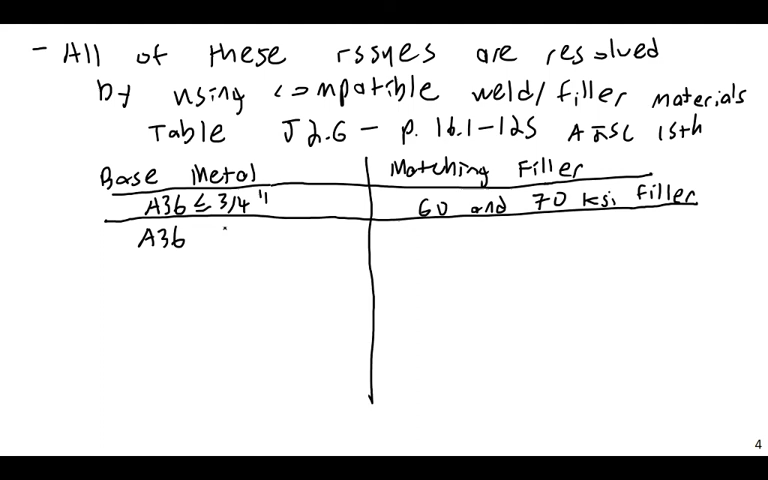 - All of these issues are resolved
by using compatible weld/filler materials
Table J2.6 - p. 16.1-125 AISC 15th
Base Metal Matching Filler
A36 ≤ 3/4" 60 and 70 ksi Filler
A36
4